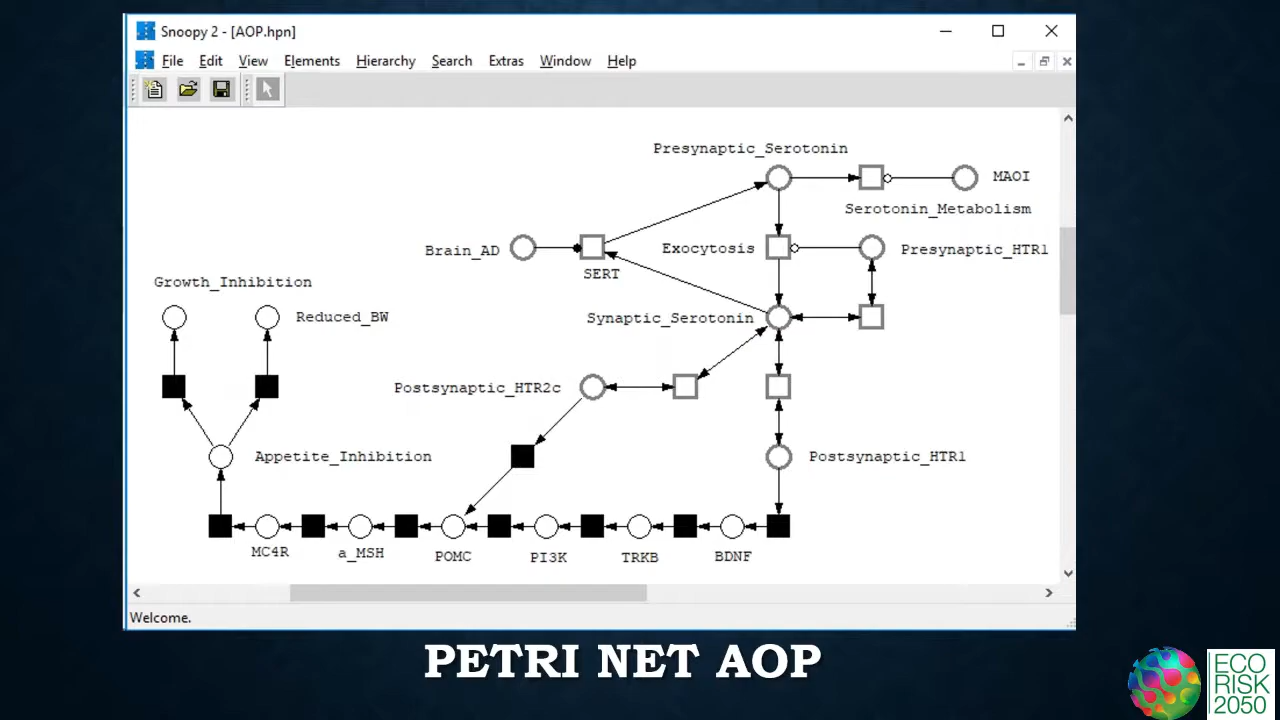 Snoopy 2 - [AOP.hpn]
File Edit View Elements Hierarchy Search Extras Window Help
Presynaptic_Serotonin
MAOI
Serotonin_Metabolism
Brain_AD
SERT
Exocytosis
Presynaptic_HTR1
Growth_Inhibition
Reduced_BW
Synaptic_Serotonin
Postsynaptic_HTR2c
Appetite_Inhibition
Postsynaptic_HTR1
MC4R
a_MSH
POMC
PI3K
TRKB
BDNF
Welcome.
PETRI NET AOP
ECO
RISK
2050